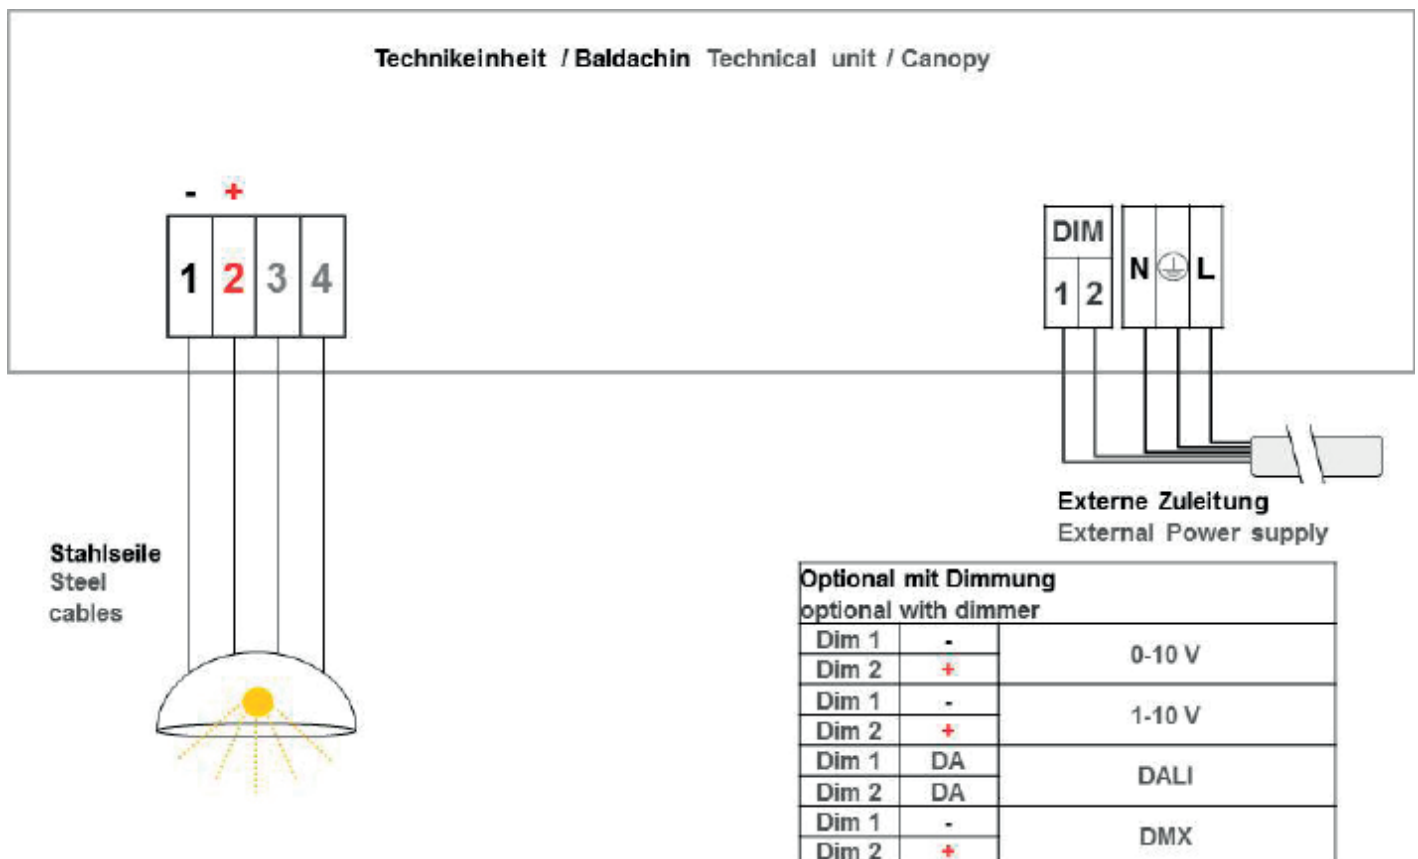 Technikeinheit / Baldachin Technical unit / Canopy
- +
1 2 3 4
DIM
1 2
N L
Externe Zuleitung
External Power supply
Stahlseile
Steel
cables
Optional mit Dimmung
optional with dimmer
Dim 1 -
0-10 V
Dim 2 +
Dim 1 -
1-10 V
Dim 2 +
Dim 1 DA
DALI
Dim 2 DA
Dim 1 -
DMX
Dim 2 +